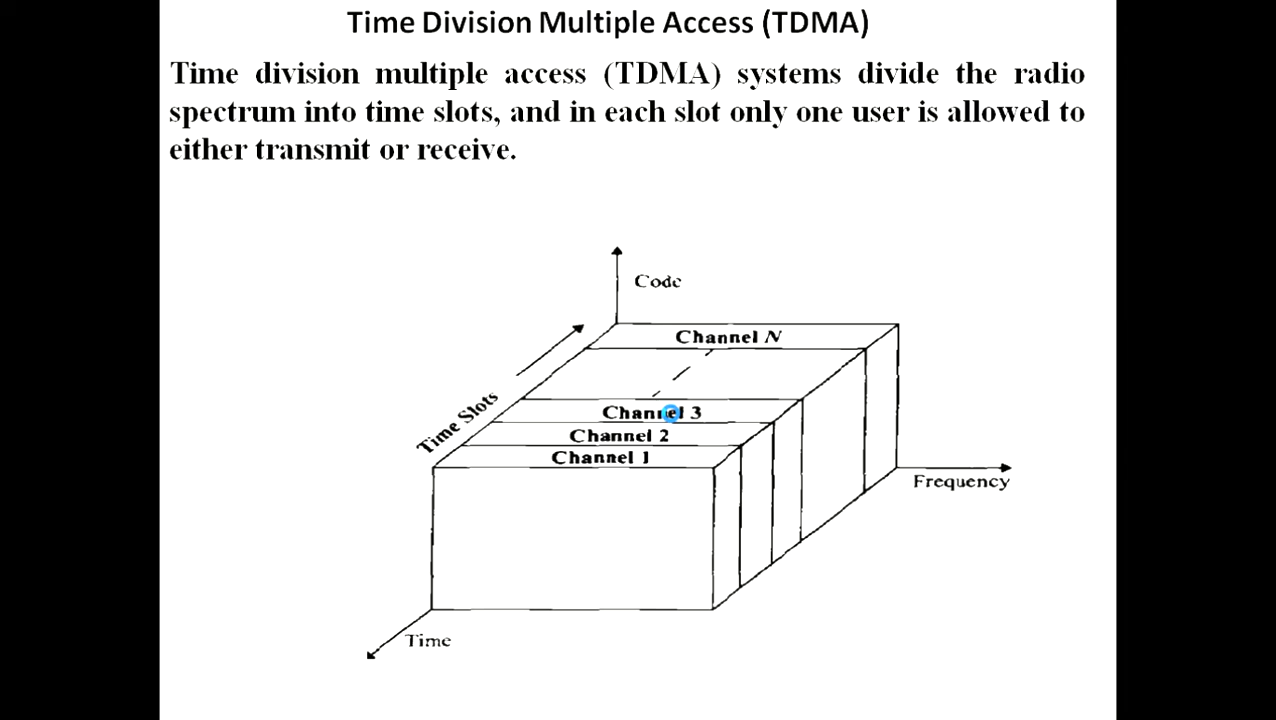 Time Division Multiple Access (TDMA)
Time division multiple access (TDMA) systems divide the radio
spectrum into time slots, and in each slot only one user is allowed to
either transmit or receive.
Code
Channel N
Time Slots
Channel 3
Channel 2
Channel 1
Frequency
Time